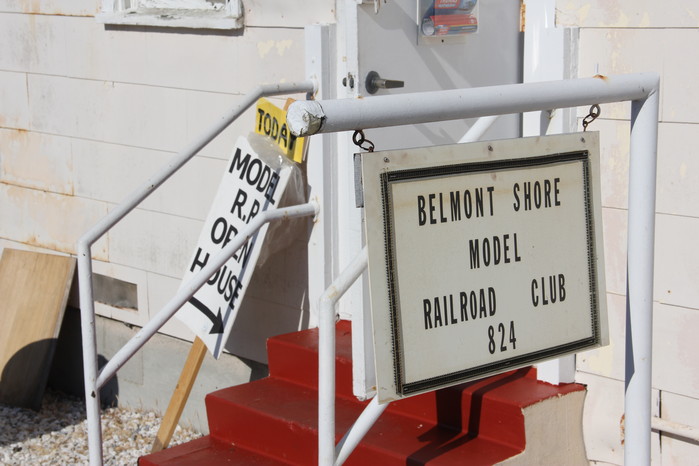 TODAY
MODEL
R.R.
OPEN
HOUSE
BELMONT SHORE
MODEL
RAILROAD CLUB
824